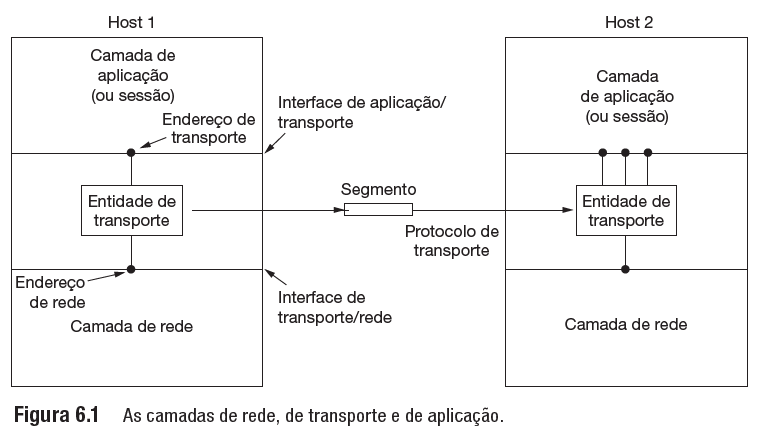 Host 1
Host 2
Camada de
aplicação
(ou sessão)
Endereço de
transporte
Interface de aplicação/
transporte
Camada
de aplicação
(ou sessão)
Entidade de
transporte
Segmento
Protocolo de
transporte
Entidade de
transporte
Endereço
de rede
Interface de
transporte/rede
Camada de rede
Camada de rede
Figura 6.1 As camadas de rede, de transporte e de aplicação.